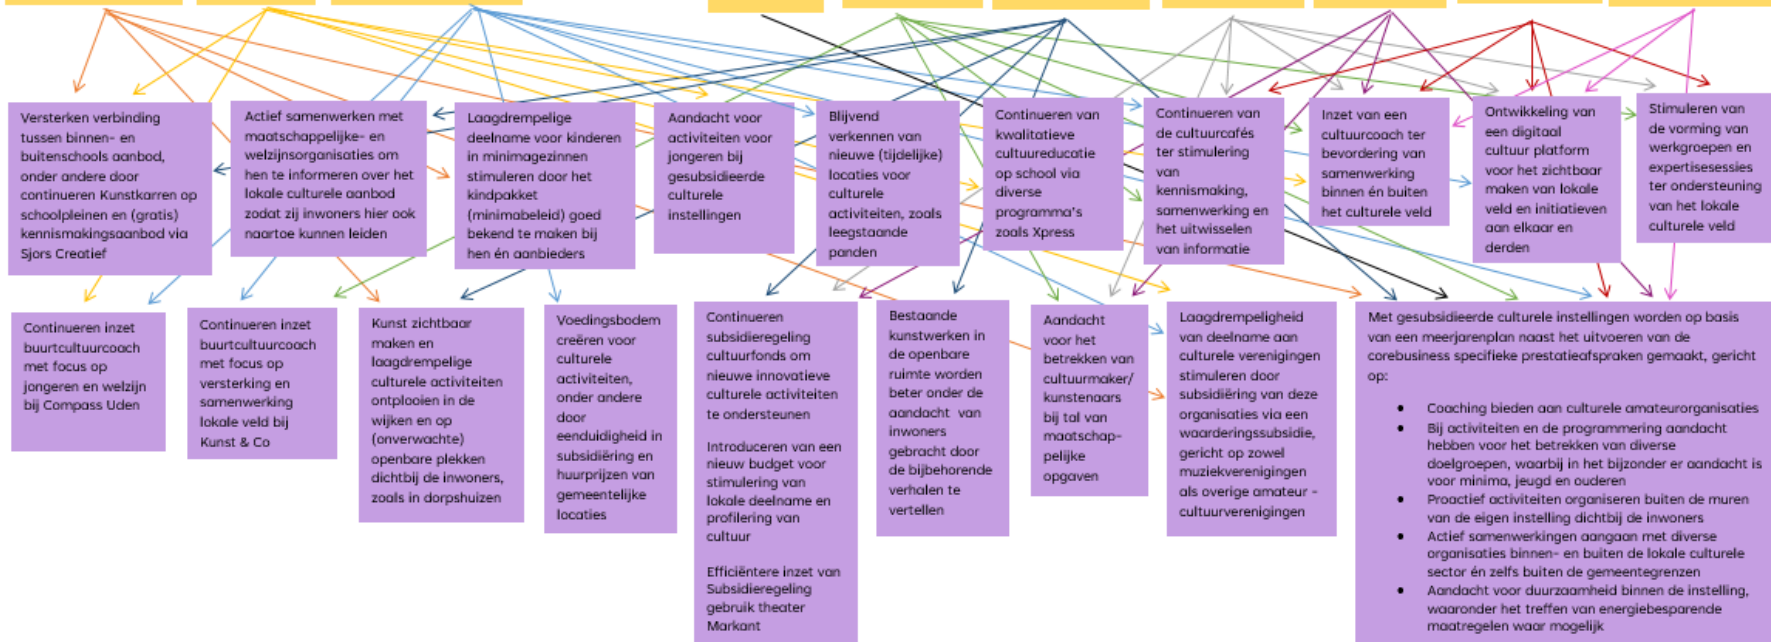 Versterken verbinding
tussen binnen- en
buitenschools aanbod,
onder andere door
continueren Kunstkarren op
schoolpleinen en (gratis)
kennismakingsaanbod via
Sjors Creatief
Actief samenwerken met
maatschappelijke- en
welzijnsorganisaties om
hen te informeren over het
lokale culturele aanbod
zodat zij inwoners hier ook
naartoe kunnen leiden
Laagdrempelige
deelname voor kinderen
in minimagezinnen
stimuleren door het
kindpakket
(minimabeleid) goed
bekend te maken bij
hen én aanbieders
Aandacht voor
activiteiten voor
jongeren bij
gesubsidieerde
culturele
instellingen
Blijvend
verkennen van
nieuwe (tijdelijke)
locaties voor
culturele
activiteiten, zoals
leegstaande
panden
Continueren van
kwalitatieve
cultuureducatie
op school via
diverse
programma's
zoals Xpress
Continueren van
de cultuurcafés
ter stimulering
van
kennismaking,
samenwerking en
het uitwisselen
van informatie
Inzet van een
cultuurcoach ter
bevordering van
samenwerking
binnen én buiten
het culturele veld
Ontwikkeling van
een digitaal
cultuur platform
voor het zichtbaar
maken van lokale
veld en initiatieven
aan elkaar en
derden
Stimuleren van
de vorming van
werkgroepen en
expertisesessies
ter ondersteuning
van het lokale
culturele veld
Continueren inzet
buurtcultuurcoach
met focus op
jongeren en welzijn
bij Compass Uden
Continueren inzet
buurtcultuurcoach
met focus op
versterking en
samenwerking
lokale veld bij
Kunst & Co
Kunst zichtbaar
maken en
laagdrempelige
culturele activiteiten
ontplooien in de
wijken en op
(onverwachte)
openbare plekken
dichtbij de inwoners,
zoals in dorpshuizen
Voedingsbodem
creëren voor
culturele
activiteiten,
onder andere
door
eenduidigheid in
subsidiëring en
huurprijzen van
gemeentelijke
locaties
Continueren
subsidieregeling
cultuurfonds om
nieuwe innovatieve
culturele activiteiten
te ondersteunen
Introduceren van een
nieuw budget voor
stimulering van
lokale deelname en
profilering van
cultuur
Efficiëntere inzet van
Subsidieregeling
gebruik theater
Markant
Bestaande
kunstwerken in
de openbare
ruimte worden
beter onder de
aandacht van
inwoners
gebracht door
de bijbehorende
verhalen te
vertellen
Aandacht
voor het
betrekken van
cultuurmaker/
kunstenaars
bij tal van
maatschap-
pelijke
opgaven
Laagdrempeligheid
van deelname aan
culturele verenigingen
stimuleren door
subsidiëring van deze
organisaties via een
waarderingssubsidie,
gericht op zowel
muziekverenigingen
als overige amateur -
cultuurverenigingen
Met gesubsidieerde culturele instellingen worden op basis
van een meerjarenplan naast het uitvoeren van de
corebusiness specifieke prestatieafspraken gemaakt, gericht
op:
• Coaching bieden aan culturele amateurorganisaties
• Bij activiteiten en de programmering aandacht
hebben voor het betrekken van diverse
doelgroepen, waarbij in het bijzonder er aandacht is
voor minima, jeugd en ouderen
• Proactief activiteiten organiseren buiten de muren
van de eigen instelling dichtbij de inwoners
• Actief samenwerkingen aangaan met diverse
organisaties binnen- en buiten de lokale culturele
sector én zelfs buiten de gemeentegrenzen
• Aandacht voor duurzaamheid binnen de instelling,
waaronder het treffen van energiebesparende
maatregelen waar mogelijk